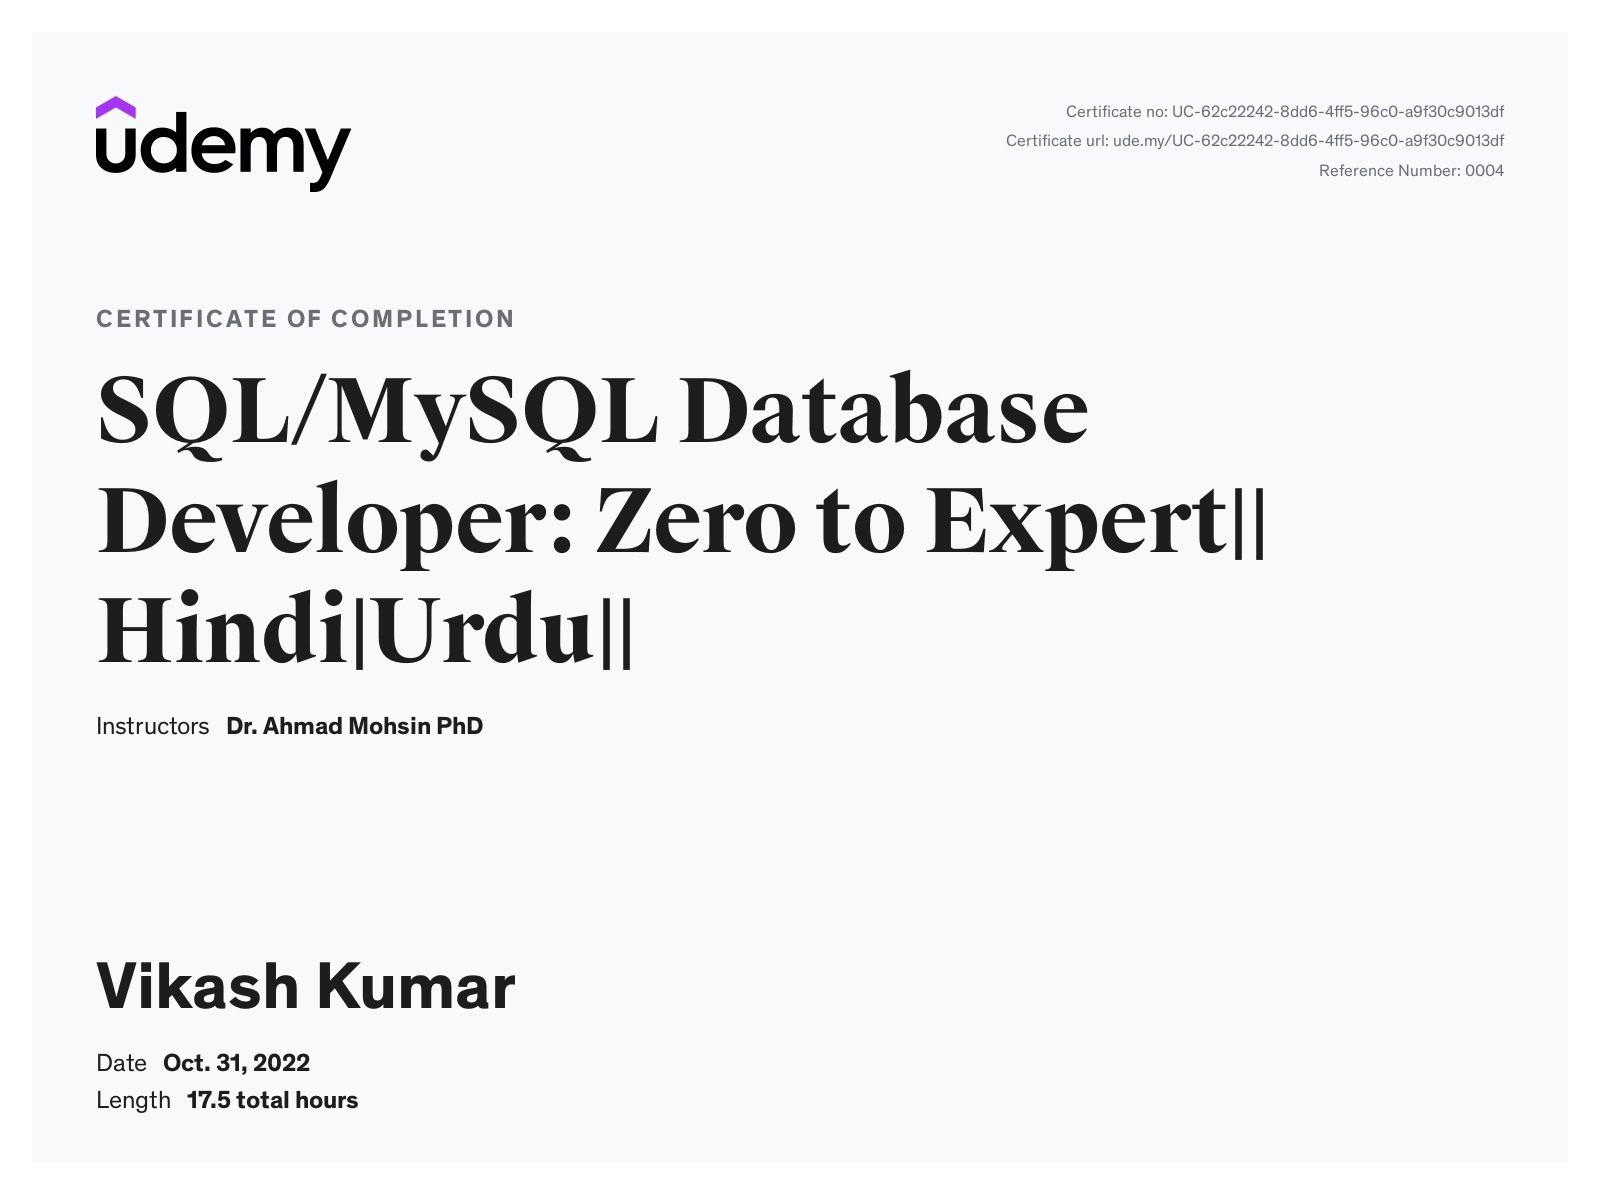 udemy
Certificate no: UC-62c22242-8dd6-4ff5-96c0-a9f30c9013df
Certificate url: ude.my/UC-62c22242-8dd6-4ff5-96c0-a9f30c9013df
Reference Number: 0004
CERTIFICATE OF COMPLETION
SQL/MySQL Database
Developer: Zero to Expert||
Hindi|Urdu||
Instructors Dr. Ahmad Mohsin PhD
Vikash Kumar
Date Oct. 31, 2022
Length 17.5 total hours